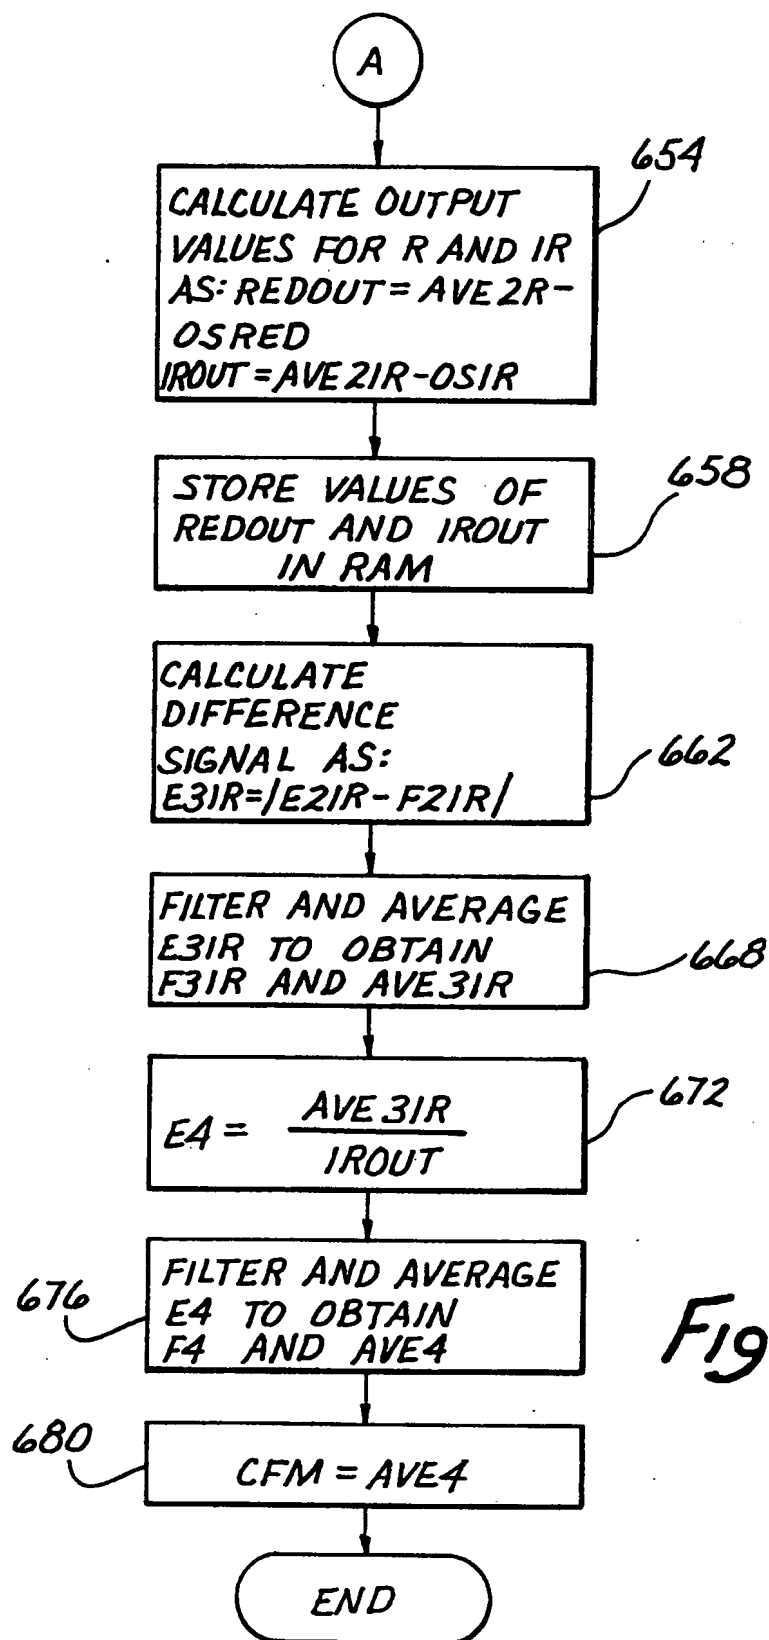 A
654
CALCULATE OUTPUT
VALUES FOR R AND IR
AS: REDOUT = AVE2R-
OSRED
IROUT = AVE2IR-OSIR
658
STORE VALUES OF
REDOUT AND IROUT
IN RAM
CALCULATE
DIFFERENCE
SIGNAL AS:
E3IR=|E2IR-F2IR|
662
FILTER AND AVERAGE
E3IR TO OBTAIN
F3IR AND AVE3IR
668
672
E4 = AVE3IR
IROUT
676
FILTER AND AVERAGE
E4 TO OBTAIN
F4 AND AVE4
Fig
680
CFM = AVE4
END